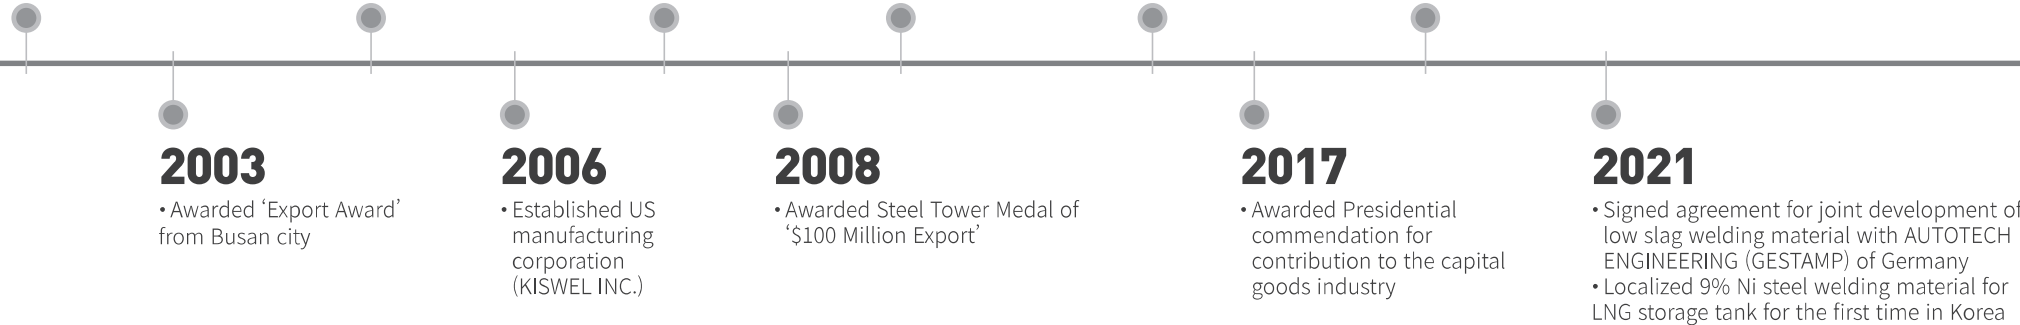 2003
• Awarded ‘Export Award’
from Busan city
2006
• Established US
manufacturing
corporation
(KISWEL INC.)
2008
• Awarded Steel Tower Medal of
‘$100 Million Export’
2017
• Awarded Presidential
commendation for
contribution to the capital
goods industry
2021
• Signed agreement for joint development of
low slag welding material with AUTOTECH
ENGINEERING (GESTAMP) of Germany
• Localized 9% Ni steel welding material for
LNG storage tank for the first time in Korea